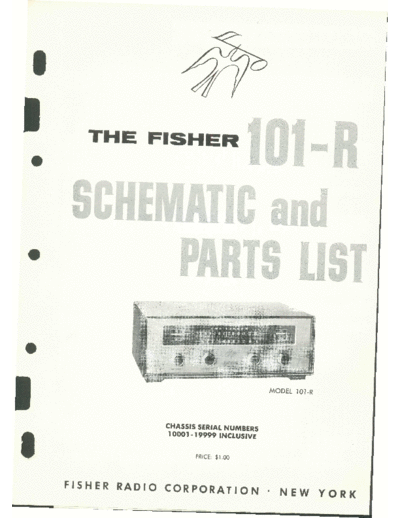 THE FISHER 101-R
SCHEMATIC and
PARTS LIST
MODEL 101-R
CHASSIS SERIAL NUMBERS
10001-19999 INCLUSIVE
PRICE: $1.00
FISHER RADIO CORPORATION · NEW YORK